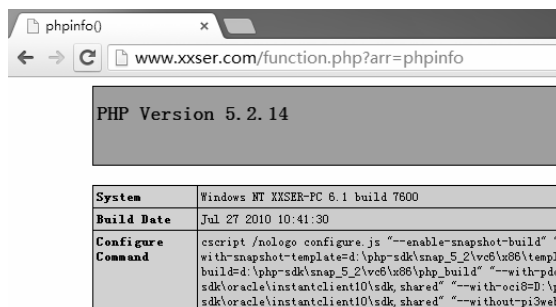 phpinfo()
www.xxser.com/function.php?arr=phpinfo
PHP Version 5.2.14
System Windows NT XXSER-PC 6.1 build 7600
Build Date Jul 27 2010 10:41:30
Configure Command cscript /nologo configure.js "--enable-snapshot-build" "
with-snapshot-template=d:\php-sdk\snap_5_2\vc6\x86\templ
build=d:\php-sdk\snap_5_2\vc6\x86\php_build" "--with-pdo
sdk\oracle\instantclient10\sdk,shared" "--with-oci8=D:\
sdk\oracle\instantclient10\sdk,shared" "--without-pi3web